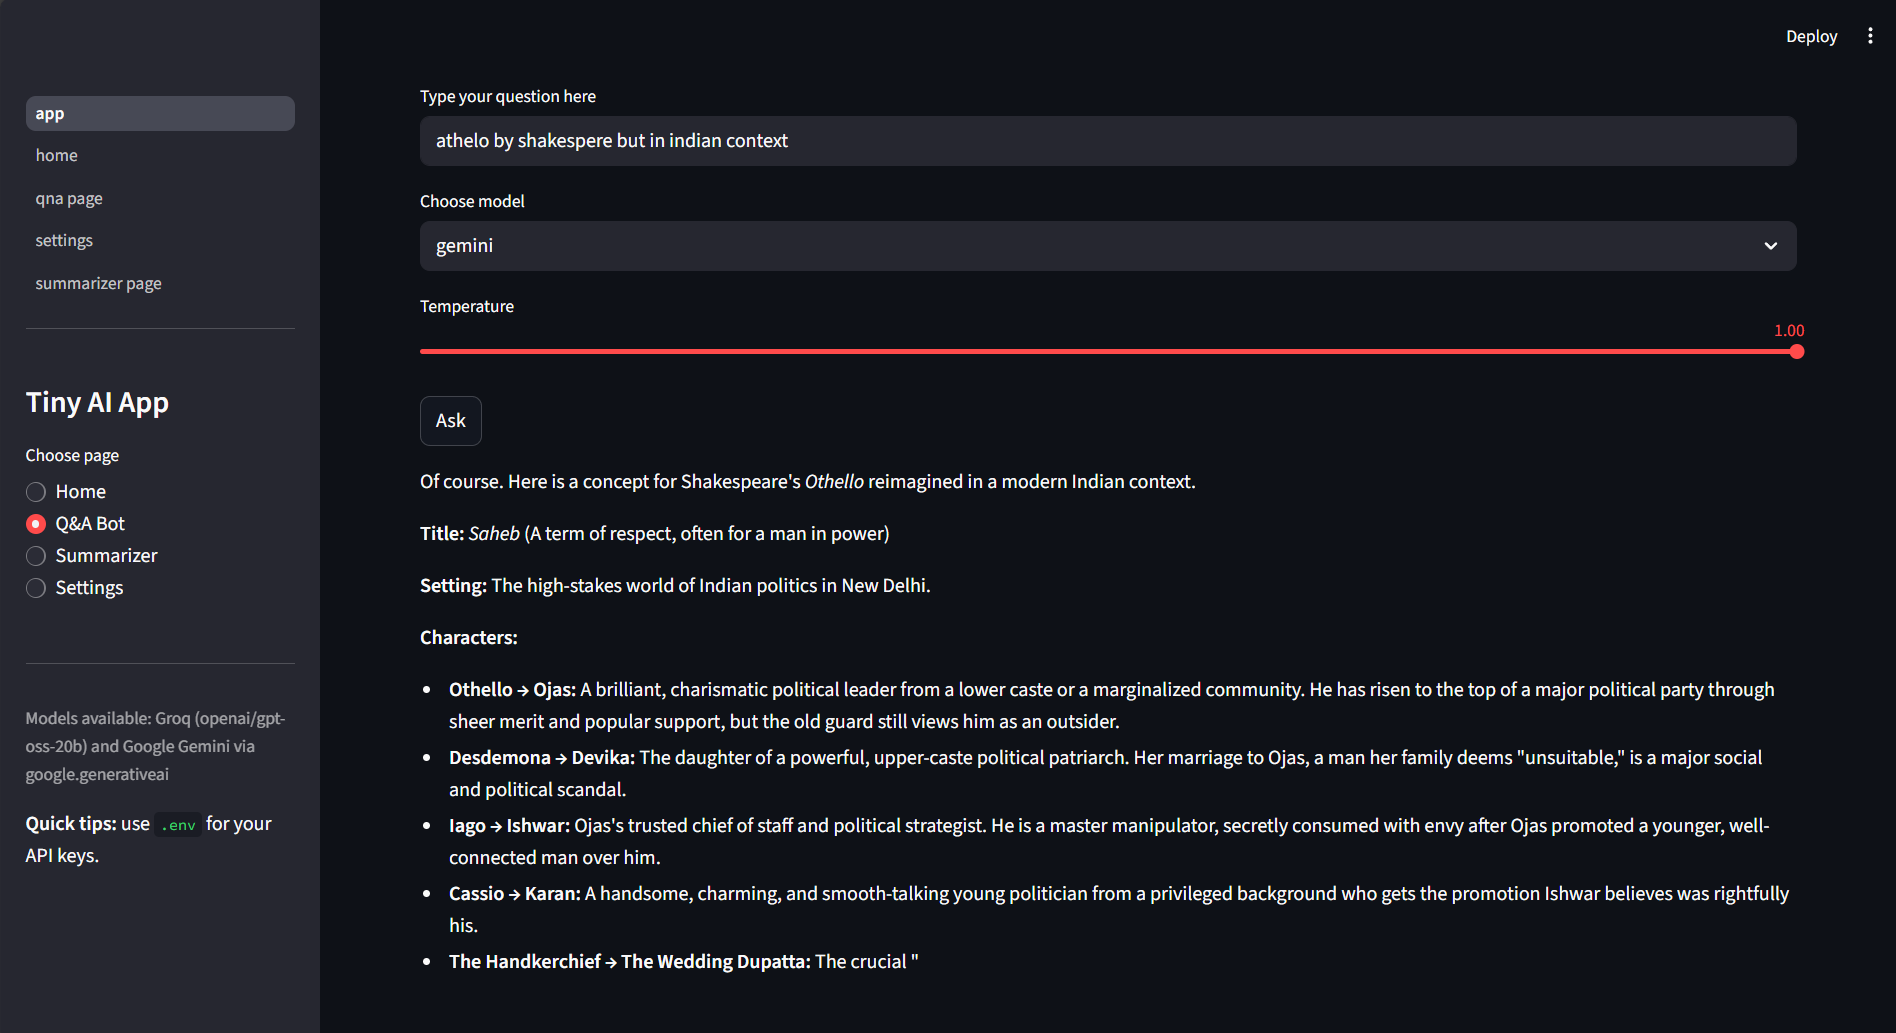 Deploy
app
home
qna page
settings
summarizer page
Tiny AI App
Choose page
Home
Q&A Bot
Summarizer
Settings
Models available: Groq (openai/gpt-
oss-20b) and Google Gemini via
google.generativeai
Quick tips: use .env for your
API keys.
Type your question here
athelo by shakespere but in indian context
Choose model
gemini
Temperature
1.00
Ask
Of course. Here is a concept for Shakespeare's Othello reimagined in a modern Indian context.
Title: Saheb (A term of respect, often for a man in power)
Setting: The high-stakes world of Indian politics in New Delhi.
Characters:
• Othello → Ojas: A brilliant, charismatic political leader from a lower caste or a marginalized community. He has risen to the top of a major political party through
sheer merit and popular support, but the old guard still views him as an outsider.
• Desdemona → Devika: The daughter of a powerful, upper-caste political patriarch. Her marriage to Ojas, a man her family deems "unsuitable," is a major social
and political scandal.
• Iago → Ishwar: Ojas's trusted chief of staff and political strategist. He is a master manipulator, secretly consumed with envy after Ojas promoted a younger, well-
connected man over him.
• Cassio → Karan: A handsome, charming, and smooth-talking young politician from a privileged background who gets the promotion Ishwar believes was rightfully
his.
• The Handkerchief → The Wedding Dupatta: The crucial "